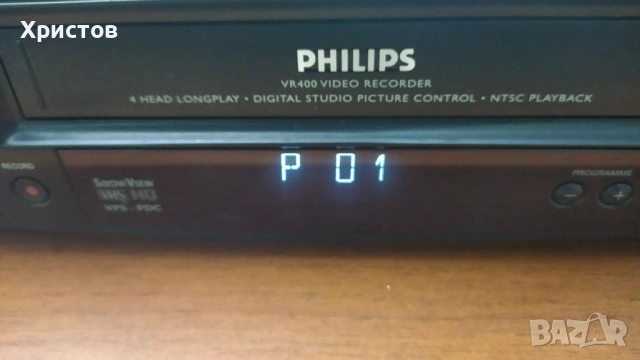 Христов
PHILIPS
VR400 VIDEO RECORDER
4 HEAD LONGPLAY • DIGITAL STUDIO PICTURE CONTROL • NTSC PLAYBACK
RECORD
P 01
PROGRAMME
SHOWVIEW
VHS HQ
VPS PDC
− +
BAZAR